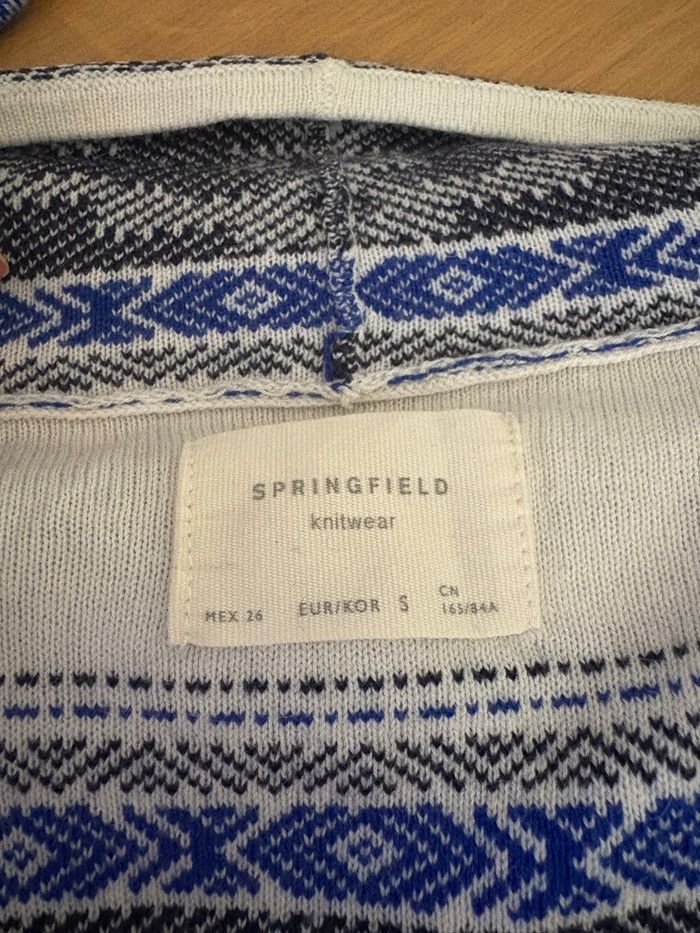 SPRINGFIELD
knitwear
MEX 26 EUR/KOR S CN
165/84A